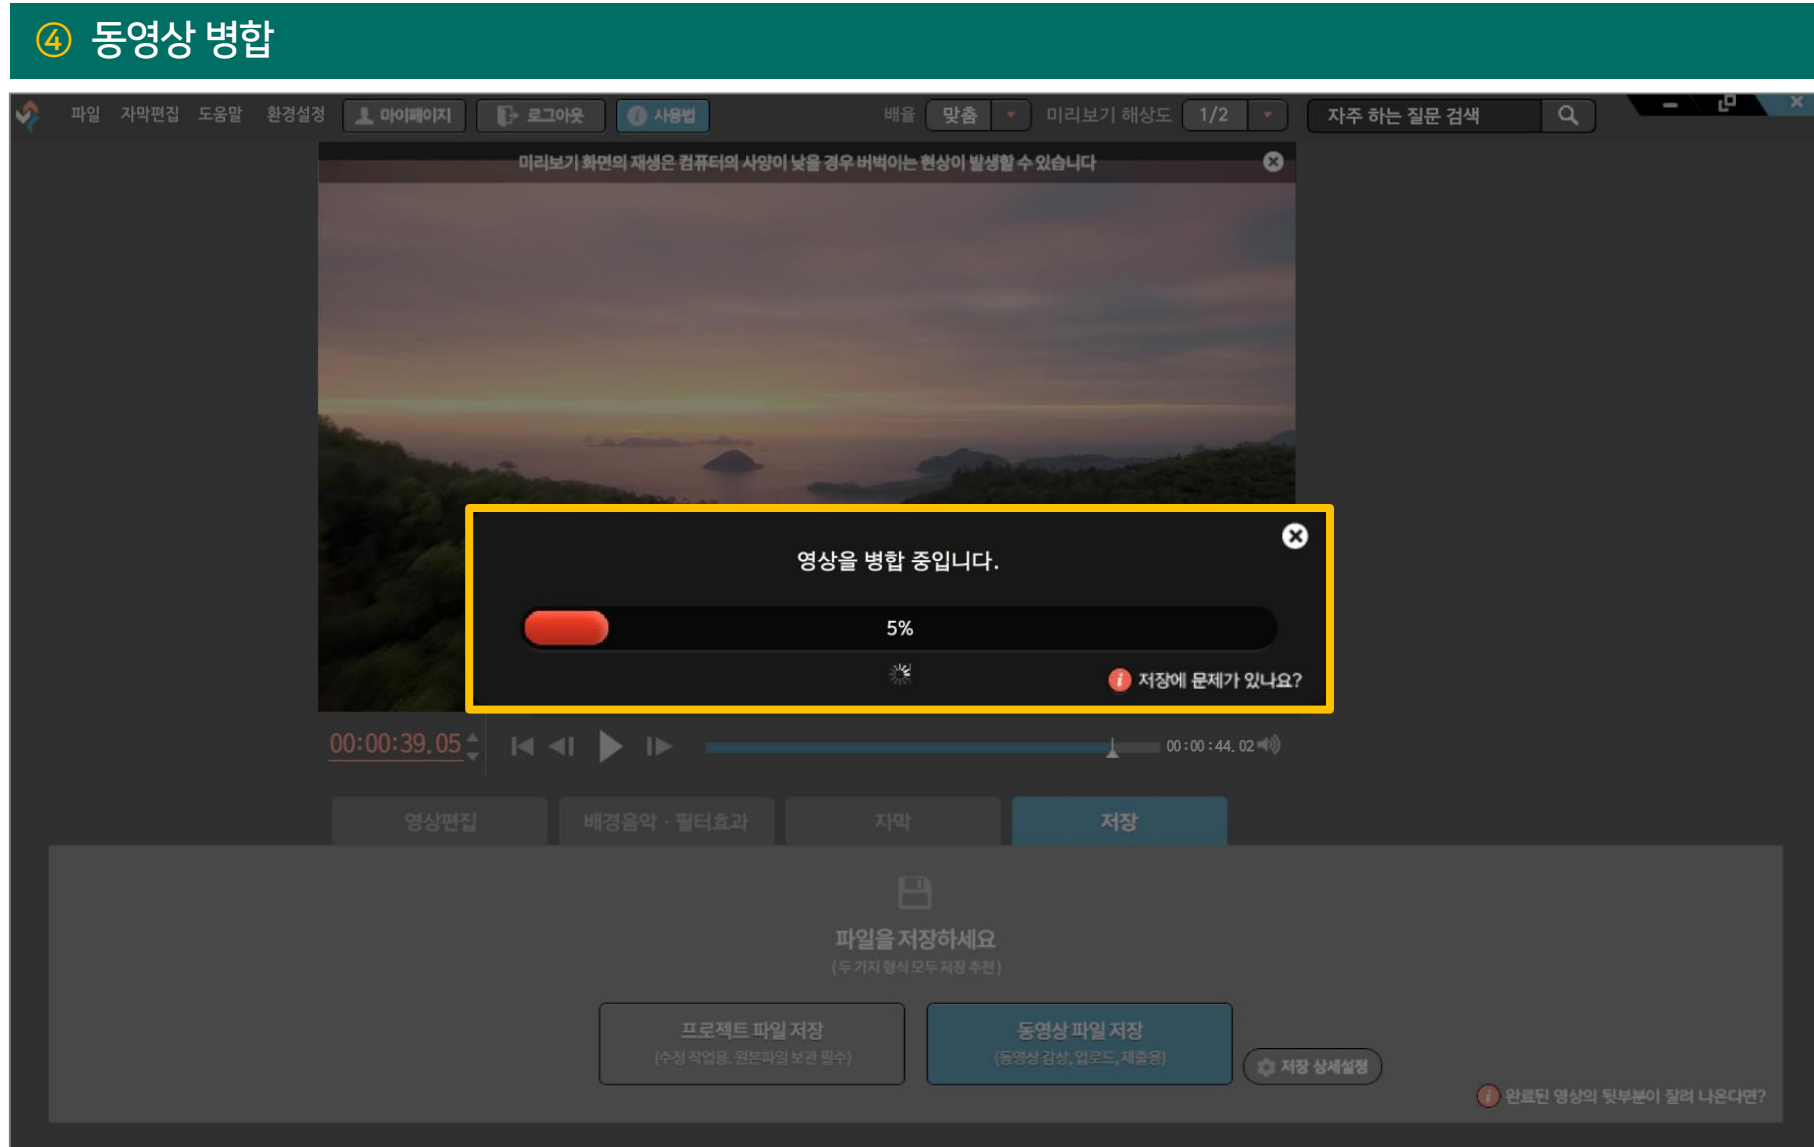 ④ 동영상 병합
파일 자막편집 도움말 환경설정 마이페이지 로그아웃 사용법 배율 맞춤 미리보기 해상도 1/2 자주 하는 질문 검색
미리보기 화면의 재생은 컴퓨터의 사양이 낮을 경우 버벅이는 현상이 발생할 수 있습니다
영상을 병합 중입니다.
5%
저장에 문제가 있나요?
00:00:39.05 00:00:44.02
영상편집 배경음악 · 필터효과 자막 저장
파일을 저장하세요
(두 가지 형식 모두 저장 추천)
프로젝트 파일 저장 동영상 파일 저장
(수정 작업용. 원본파일 보관 필수) (동영상 감상, 업로드, 제출용)
저장 상세설정
완료된 영상의 뒷부분이 잘려 나온다면?